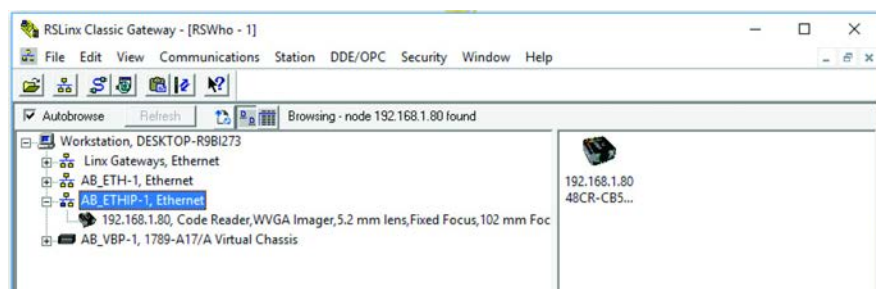 RSLinx Classic Gateway - [RSWho - 1]
File Edit View Communications Station DDE/OPC Security Window Help
Autobrowse Refresh Browsing - node 192.168.1.80 found
Workstation, DESKTOP-R9BI273
Linx Gateways, Ethernet
AB_ETH-1, Ethernet
AB_ETHIP-1, Ethernet
192.168.1.80, Code Reader,WVGA Imager,5.2 mm lens,Fixed Focus,102 mm Foc
AB_VBP-1, 1789-A17/A Virtual Chassis
192.168.1.80
48CR-CB5...